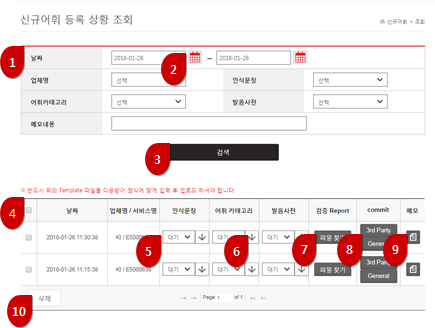 신규어휘 등록 상황 조회
신규어휘 > 조회
1 날짜 2018-01-26 2 – 2018-01-26
업체명 선택 인식문장 선택
어휘카테고리 선택 발음사전 선택
메모내용
3 검색
※ 반드시 위의 Template 파일을 다운받아 양식에 맞게 입력 후 업로드 하셔야 합니다.
4 날짜 업체명 / 서비스명 인식문장 어휘 카테고리 발음사전 검증 Report commit 메모
2018-01-26 11:30:38 Kt / E5000638 5 대기 6 대기 대기 7 파일 찾기 8 3rd Party General 9
2018-01-26 11:15:38 Kt / E5000638 대기 대기 대기 파일 찾기 3rd Party General
10 삭제 Page 1 of 1